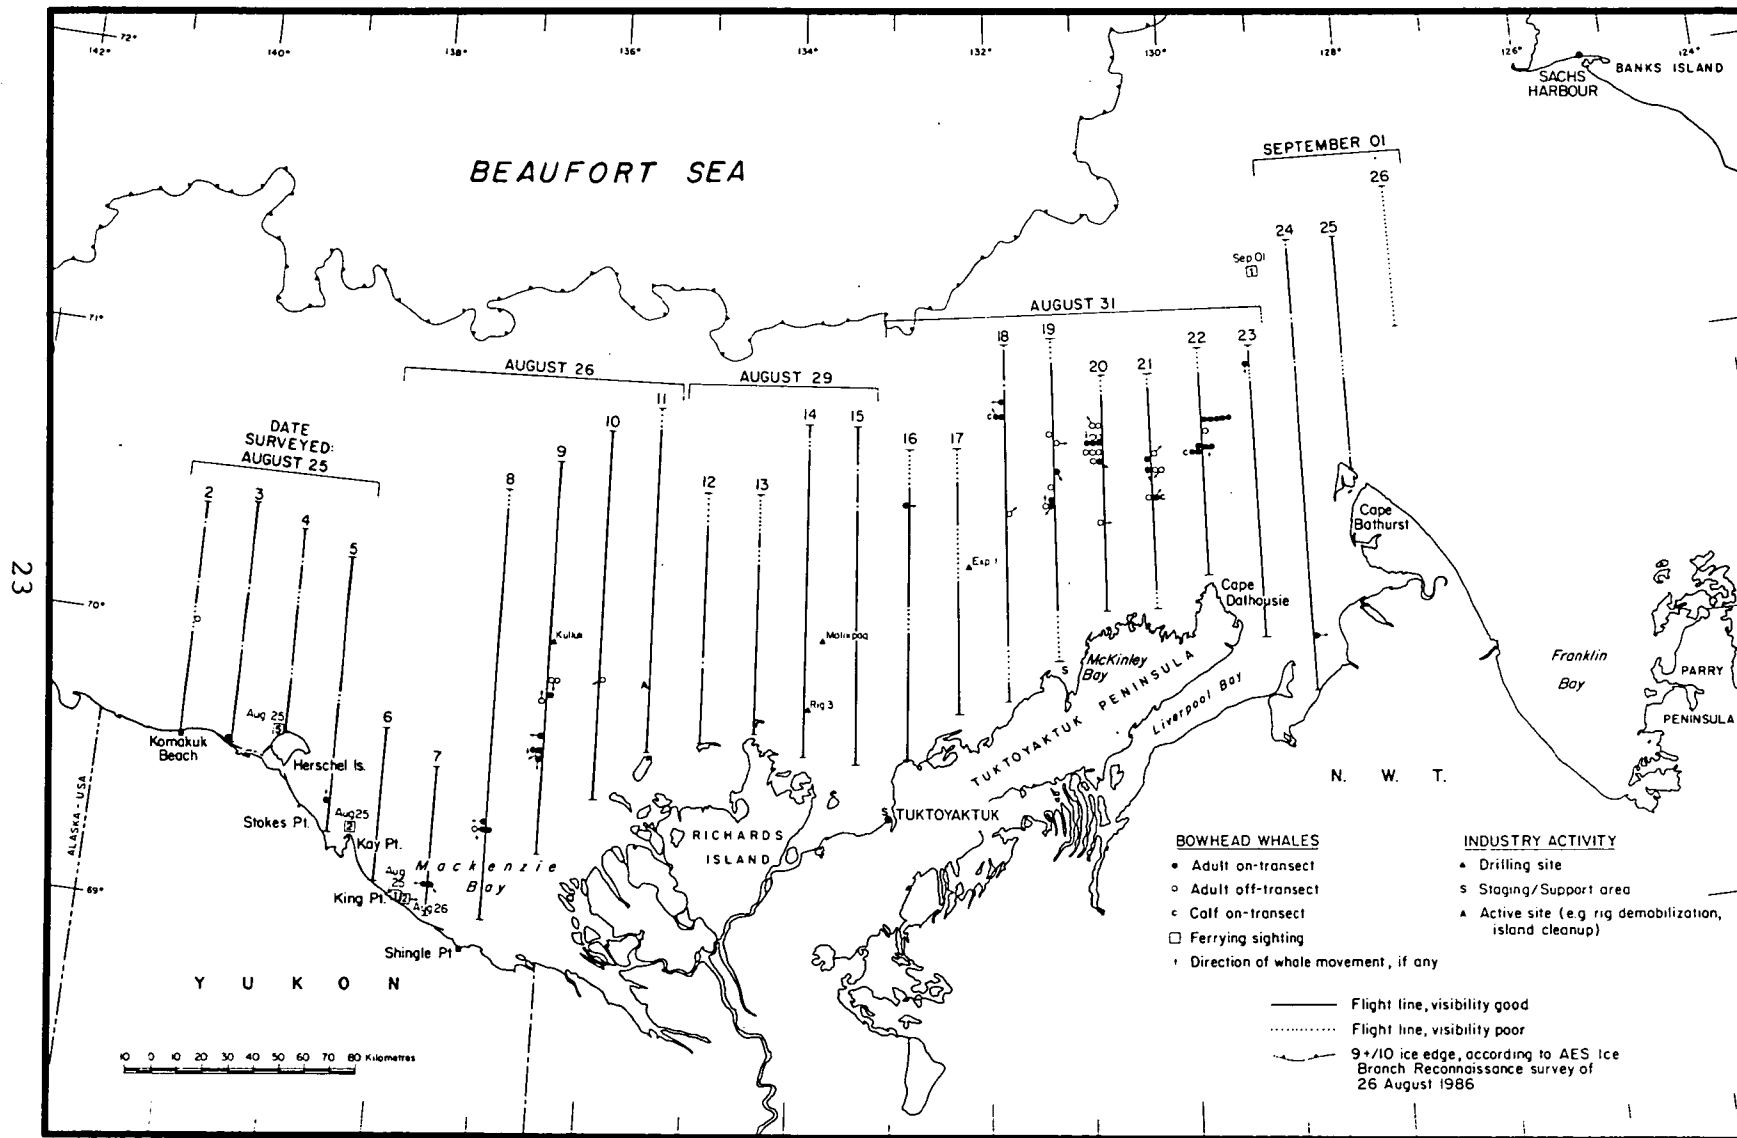 142°
72°
140°
138°
136°
134°
132°
130°
128°
126°
124°
SACHS
HARBOUR
BANKS ISLAND
BEAUFORT SEA
SEPTEMBER 01
26
24
25
Sep 01
1
71°
AUGUST 31
18
19
20
21
22
23
AUGUST 26
AUGUST 29
DATE
SURVEYED:
AUGUST 25
2
3
4
5
8
9
10
11
12
13
14
15
16
17
Cape
Bathurst
Exp. 1
23
70°
Cape
Dalhousie
Kulluk
Molikpaq
Rig 3
S
McKinley
Bay
TUKTOYAKTUK PENINSULA
Liverpool Bay
Franklin
Bay
PARRY
PENINSULA
Komakuk
Beach
Aug 25
Herschel Is.
6
7
N. W. T.
ALASKA - USA
Stokes Pt.
Aug 25
2
Kay Pt.
RICHARDS
ISLAND
S
TUKTOYAKTUK
Mackenzie
Bay
69°
Aug
25
King Pt.
1
2
Aug 26
Shingle Pt
YUKON
BOWHEAD WHALES
• Adult on-transect
○ Adult off-transect
c Calf on-transect
□ Ferrying sighting
↑ Direction of whale movement, if any
INDUSTRY ACTIVITY
▲ Drilling site
S Staging/Support area
▲ Active site (e.g rig demobilization,
island cleanup)
Flight line, visibility good
Flight line, visibility poor
9+/10 ice edge, according to AES Ice
Branch Reconnaissance survey of
26 August 1986
10 0 10 20 30 40 50 60 70 80 Kilometres